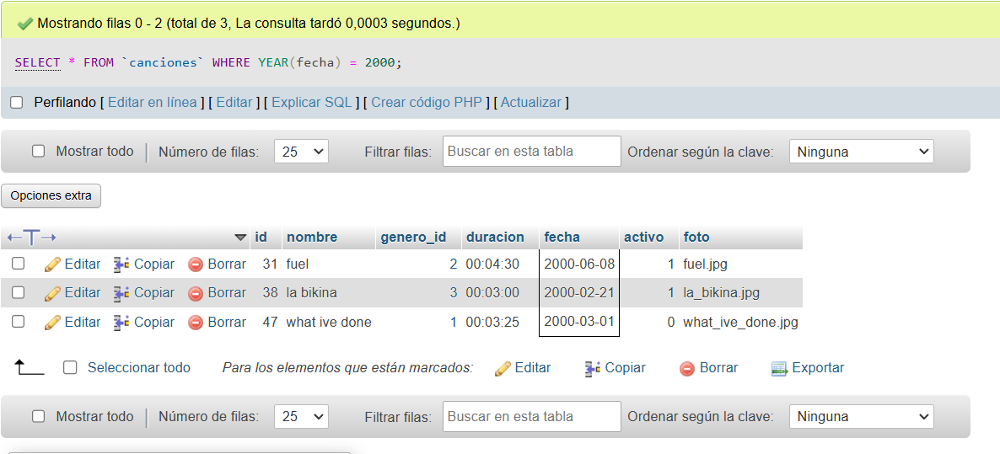 Mostrando filas 0 - 2 (total de 3, La consulta tardó 0,0003 segundos.)
SELECT * FROM `canciones` WHERE YEAR(fecha) = 2000;
Perfilando [ Editar en línea ] [ Editar ] [ Explicar SQL ] [ Crear código PHP ] [ Actualizar ]
Mostrar todo | Número de filas: 25 Filtrar filas: Buscar en esta tabla Ordenar según la clave: Ninguna
Opciones extra
←T→ id nombre genero_id duracion fecha activo foto
Editar Copiar Borrar 31 fuel 2 00:04:30 2000-06-08 1 fuel.jpg
Editar Copiar Borrar 38 la bikina 3 00:03:00 2000-02-21 1 la_bikina.jpg
Editar Copiar Borrar 47 what ive done 1 00:03:25 2000-03-01 0 what_ive_done.jpg
Seleccionar todo Para los elementos que están marcados: Editar Copiar Borrar Exportar
Mostrar todo | Número de filas: 25 Filtrar filas: Buscar en esta tabla Ordenar según la clave: Ninguna